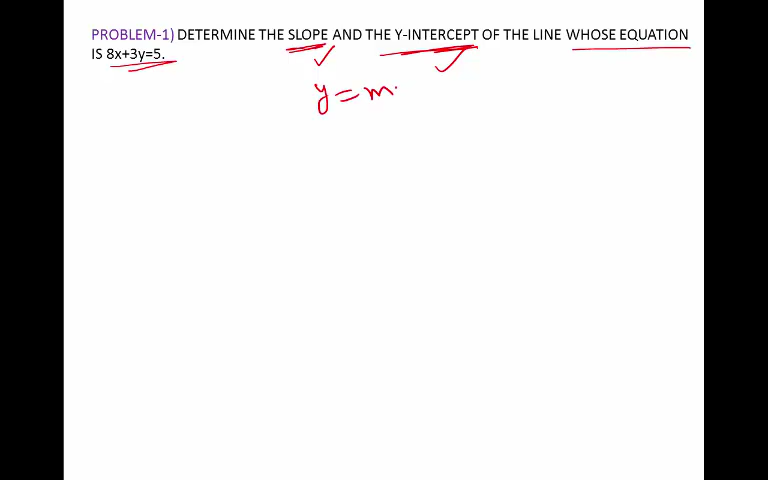 PROBLEM-1) DETERMINE THE SLOPE AND THE Y-INTERCEPT OF THE LINE WHOSE EQUATION
IS 8x+3y=5.
y = m